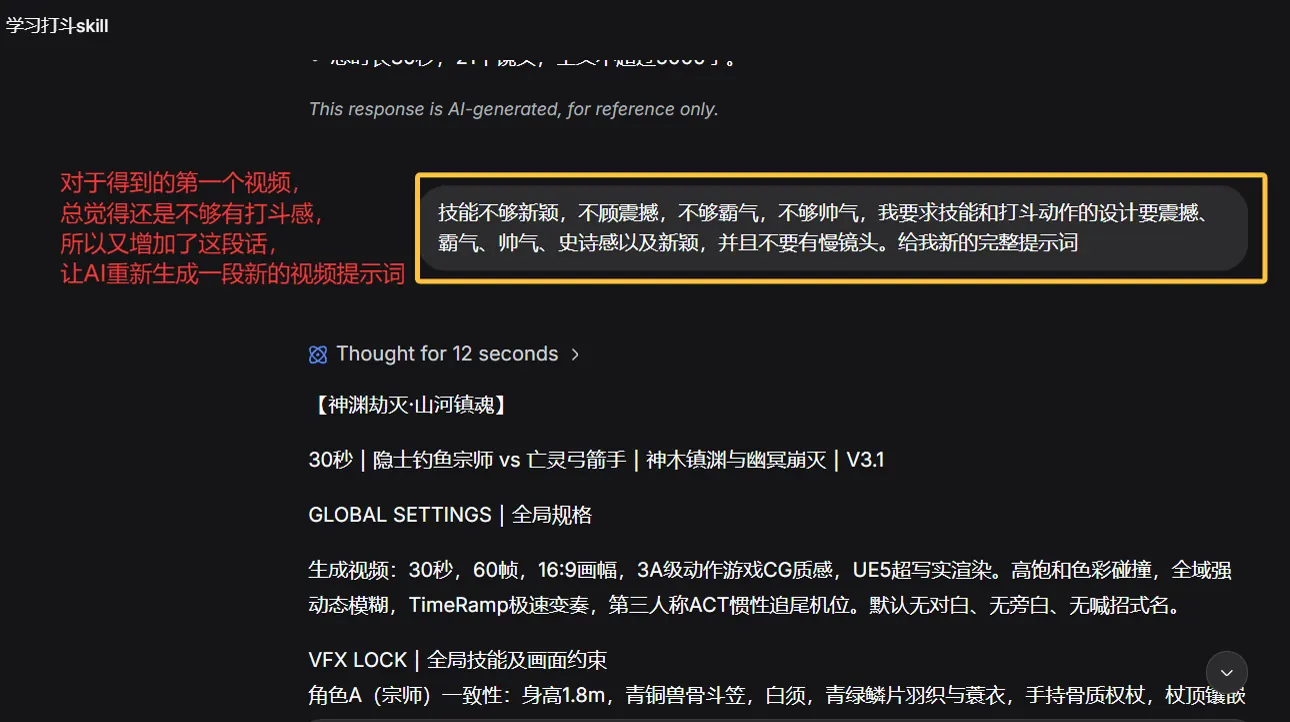 学习打斗skill
This response is AI-generated, for reference only.
对于得到的第一个视频，
总觉得还是不够有打斗感，
所以又增加了这段话，
让AI重新生成一段新的视频提示词
技能不够新颖，不顾震撼，不够霸气，不够帅气，我要求技能和打斗动作的设计要震撼、
霸气、帅气、史诗感以及新颖，并且不要有慢镜头。给我新的完整提示词
Thought for 12 seconds
【神渊劫灭·山河镇魂】
30秒 | 隐士钓鱼宗师 vs 亡灵弓箭手 | 神木镇渊与幽冥崩灭 | V3.1
GLOBAL SETTINGS | 全局规格
生成视频：30秒，60帧，16:9画幅，3A级动作游戏CG质感，UE5超写实渲染。高饱和色彩碰撞，全域强
动态模糊，TimeRamp极速变奏，第三人称ACT惯性追尾机位。默认无对白、无旁白、无喊招式名。
VFX LOCK | 全局技能及画面约束
角色A（宗师）一致性：身高1.8m，青铜兽骨斗笠，白须，青绿鳞片羽织与蓑衣，手持骨质权杖，杖顶镶嵌